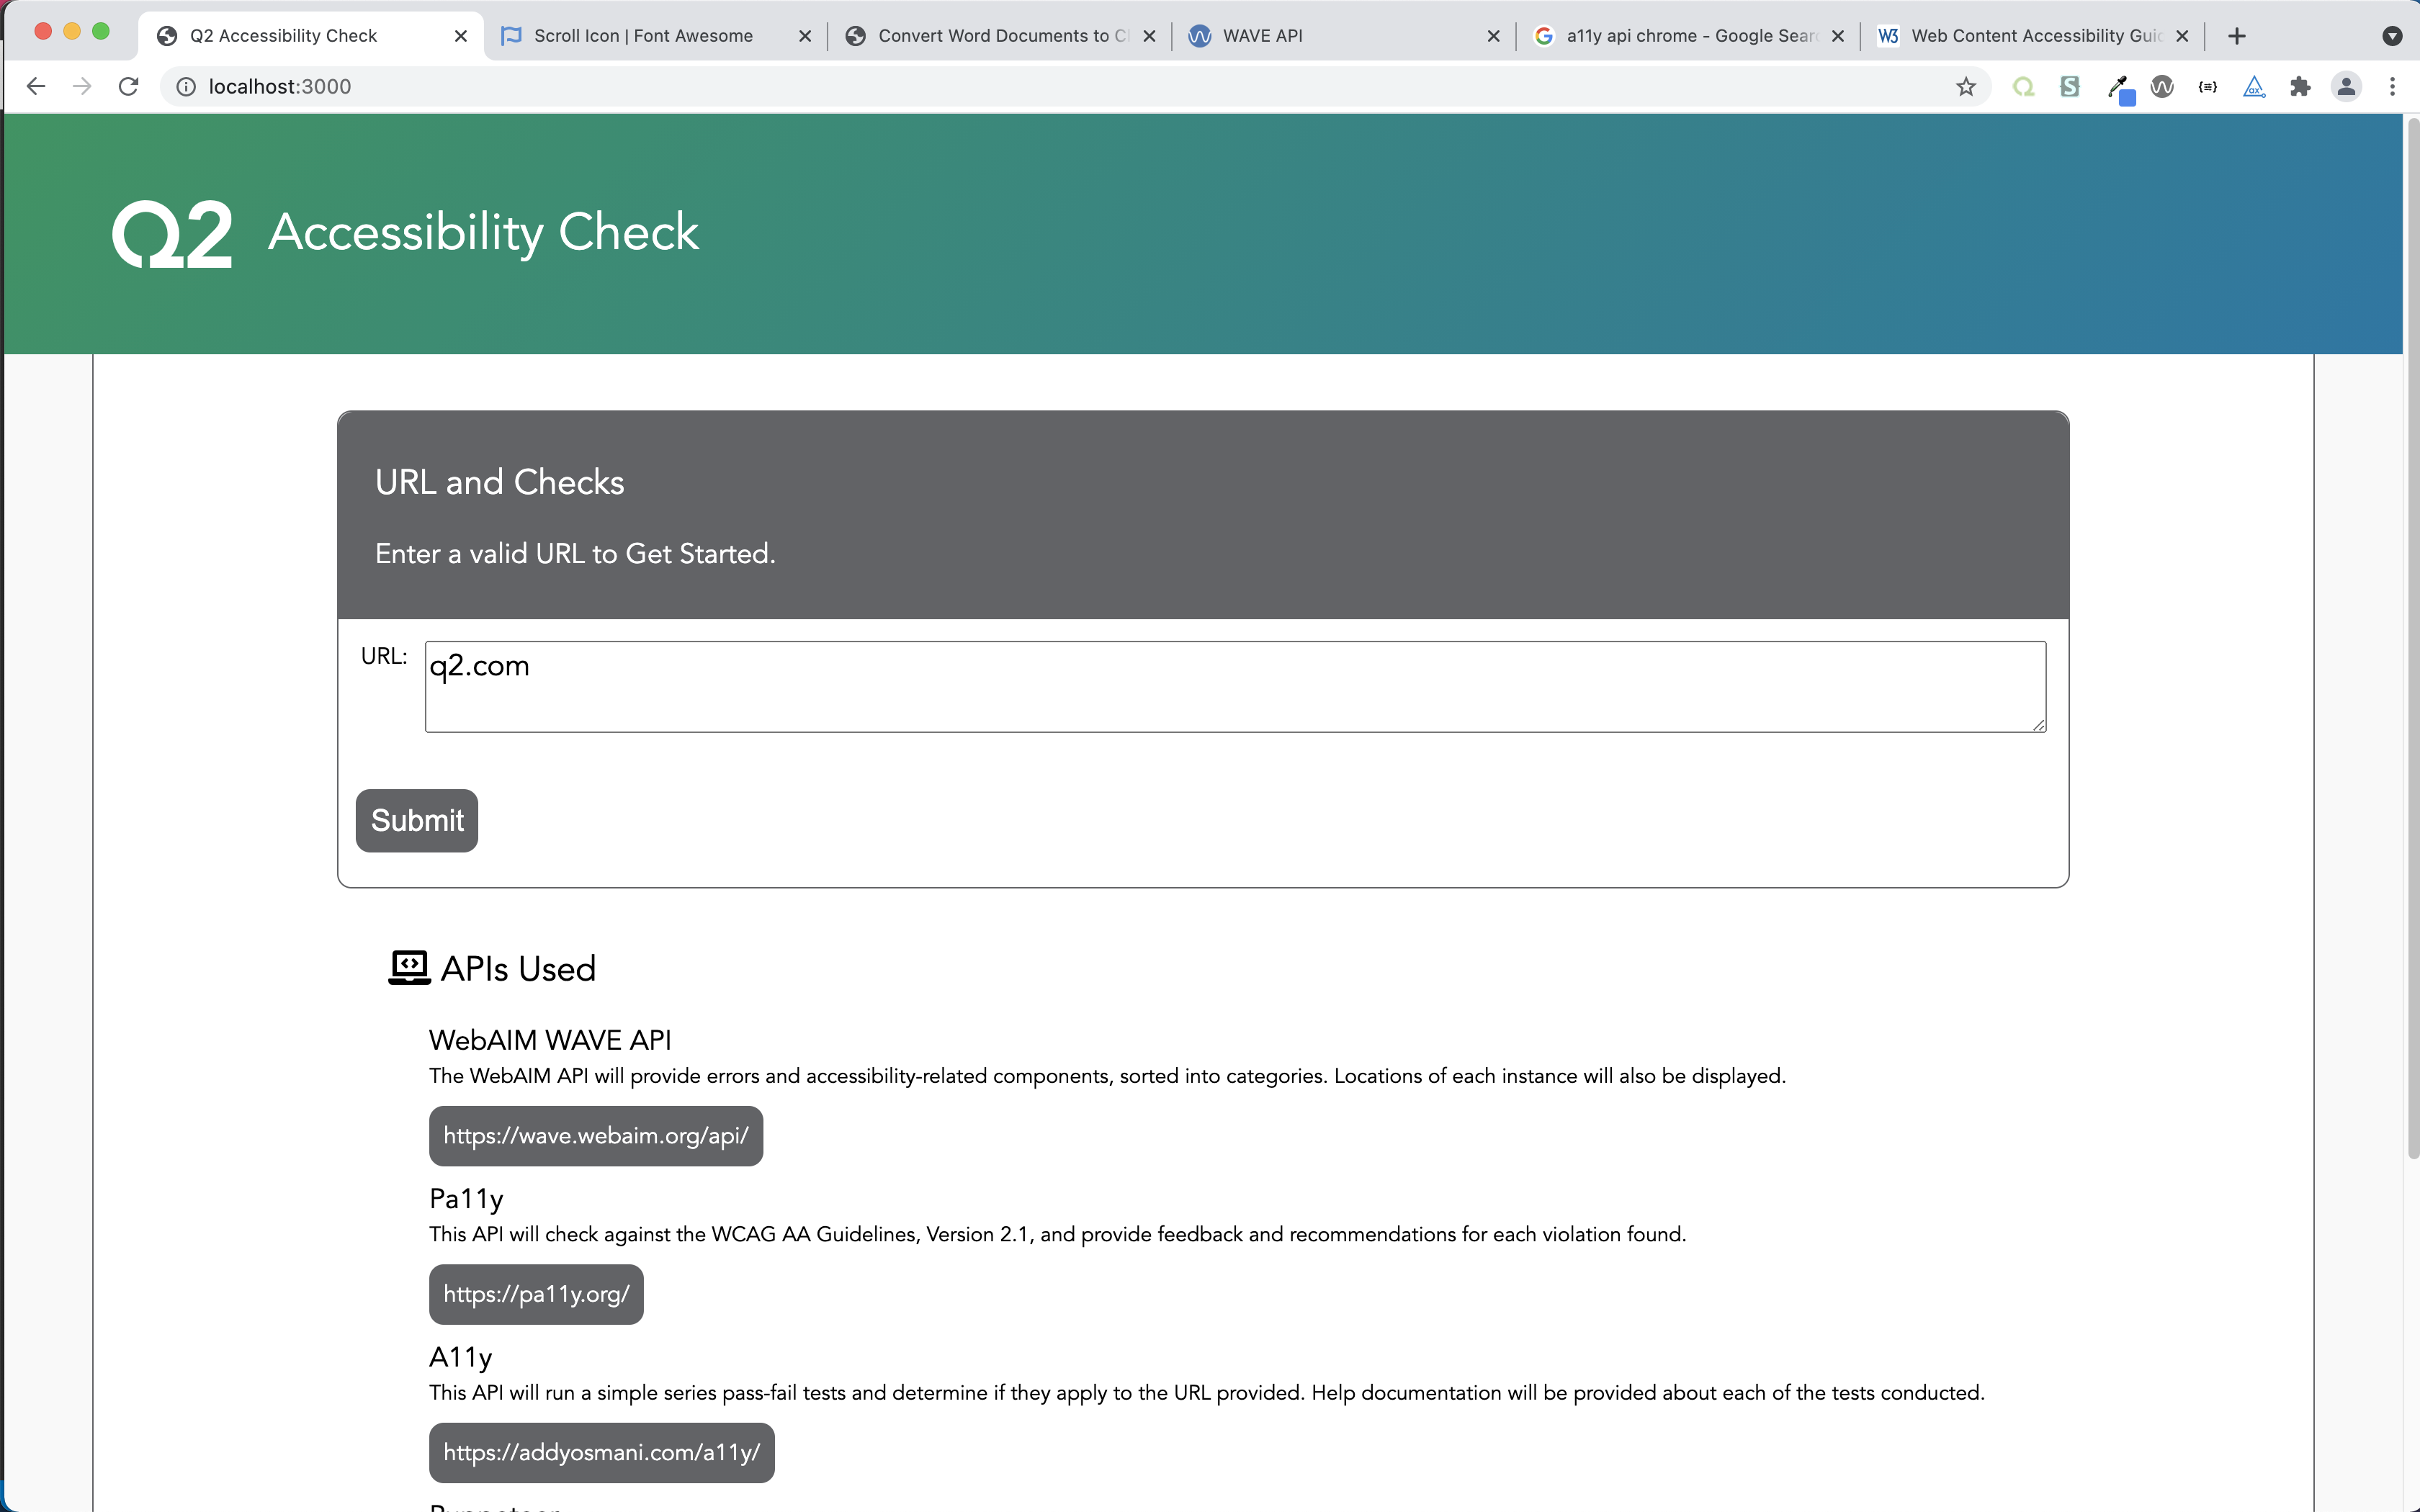 Q2 Accessibility Check
Scroll Icon | Font Awesome
Convert Word Documents to C
WAVE API
a11y api chrome - Google Sear
W3 Web Content Accessibility Gui
localhost:3000
Q2 Accessibility Check
URL and Checks
Enter a valid URL to Get Started.
URL: q2.com
Submit
APIs Used
WebAIM WAVE API
The WebAIM API will provide errors and accessibility-related components, sorted into categories. Locations of each instance will also be displayed.
https://wave.webaim.org/api/
Pa11y
This API will check against the WCAG AA Guidelines, Version 2.1, and provide feedback and recommendations for each violation found.
https://pa11y.org/
A11y
This API will run a simple series pass-fail tests and determine if they apply to the URL provided. Help documentation will be provided about each of the tests conducted.
https://addyosmani.com/a11y/